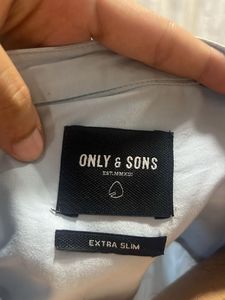 ONLY & SONS
EST.MMXIII
EXTRA SLIM